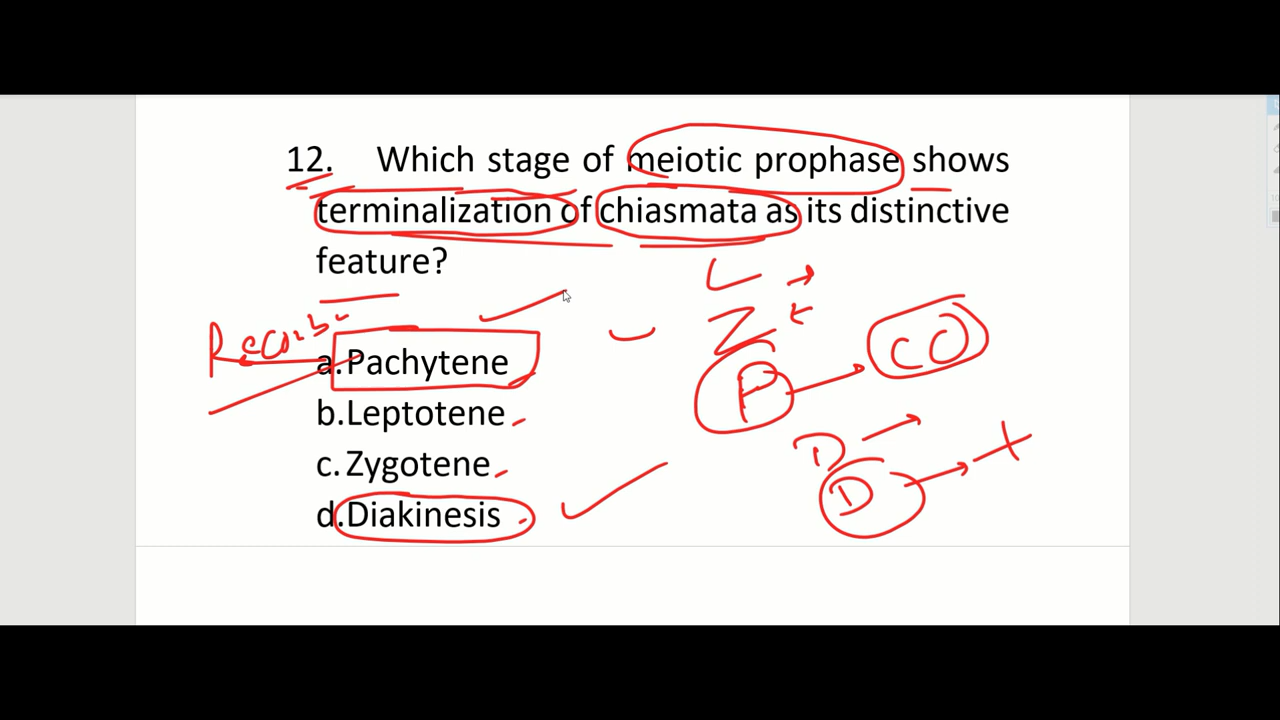 12. Which stage of meiotic prophase shows
terminalization of chiasmata as its distinctive
feature?
L
Z t
a. Pachytene
P CO
b. Leptotene
D
c. Zygotene
D
d. Diakinesis